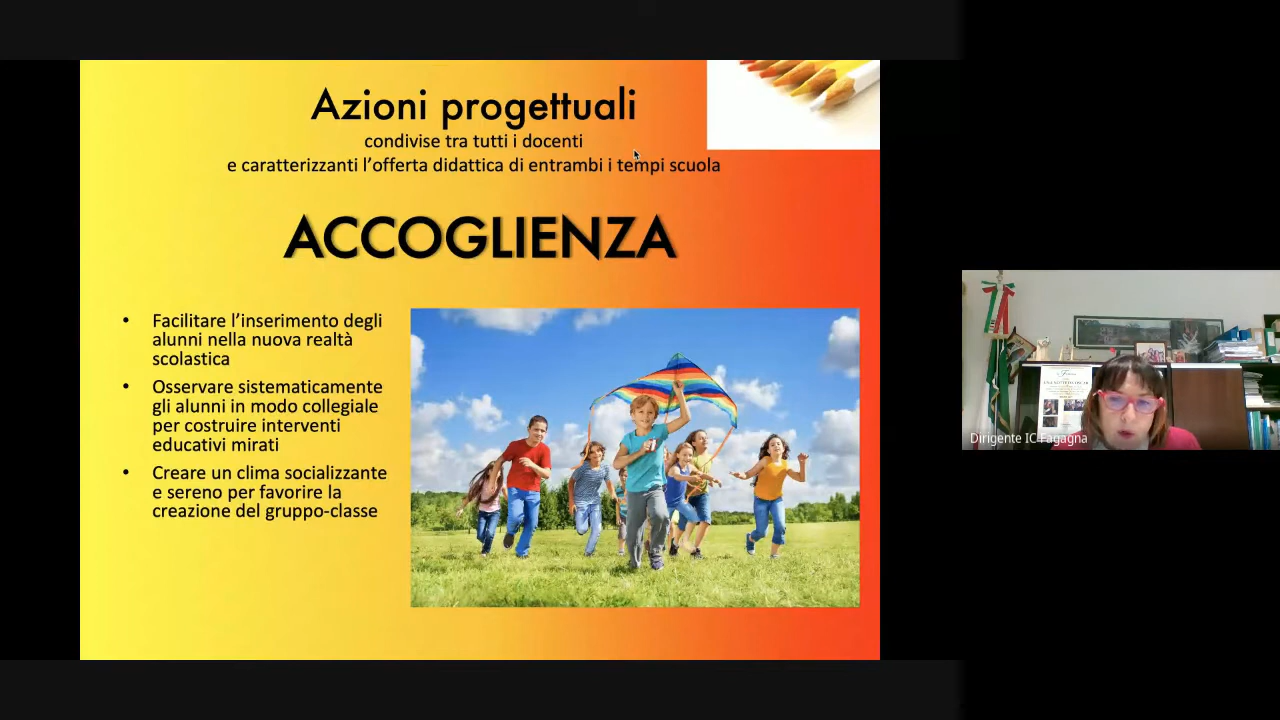 Azioni progettuali
condivise tra tutti i docenti
e caratterizzanti l’offerta didattica di entrambi i tempi scuola
ACCOGLIENZA
• Facilitare l’inserimento degli
alunni nella nuova realtà
scolastica
• Osservare sistematicamente
gli alunni in modo collegiale
per costruire interventi
educativi mirati
• Creare un clima socializzante
e sereno per favorire la
creazione del gruppo-classe
Dirigente IC Fagagna